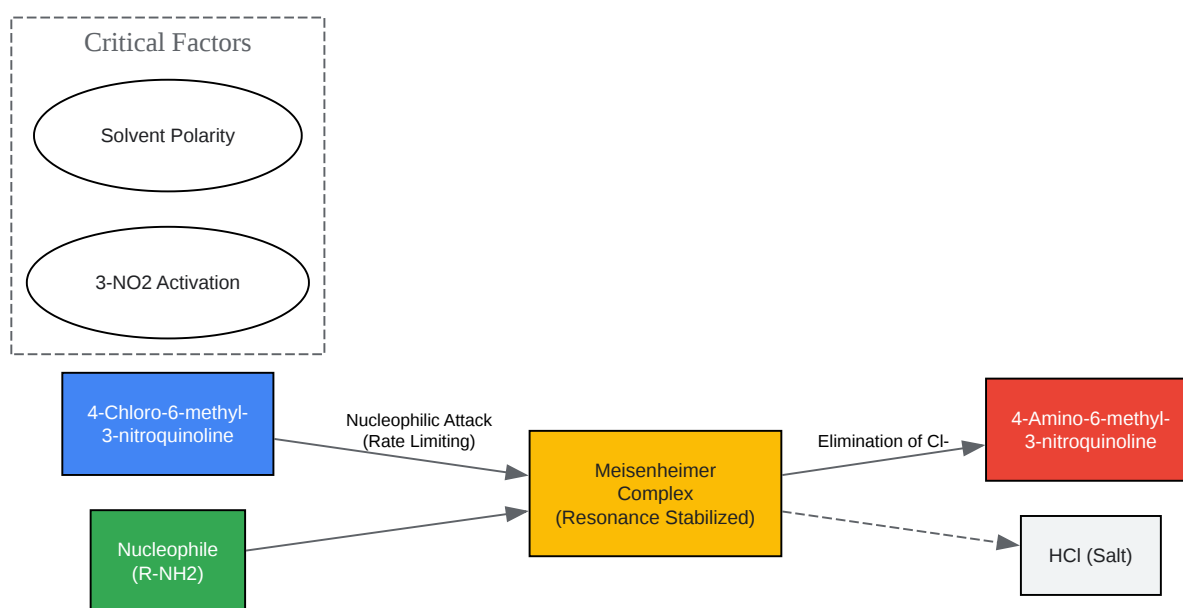 Critical Factors
Solvent Polarity
3-NO2 Activation
4-Chloro-6-methyl-
3-nitroquinoline
Nucleophilic Attack
(Rate Limiting)
Nucleophile
(R-NH2)
Meisenheimer
Complex
(Resonance Stabilized)
Elimination of Cl-
4-Amino-6-methyl-
3-nitroquinoline
HCl (Salt)